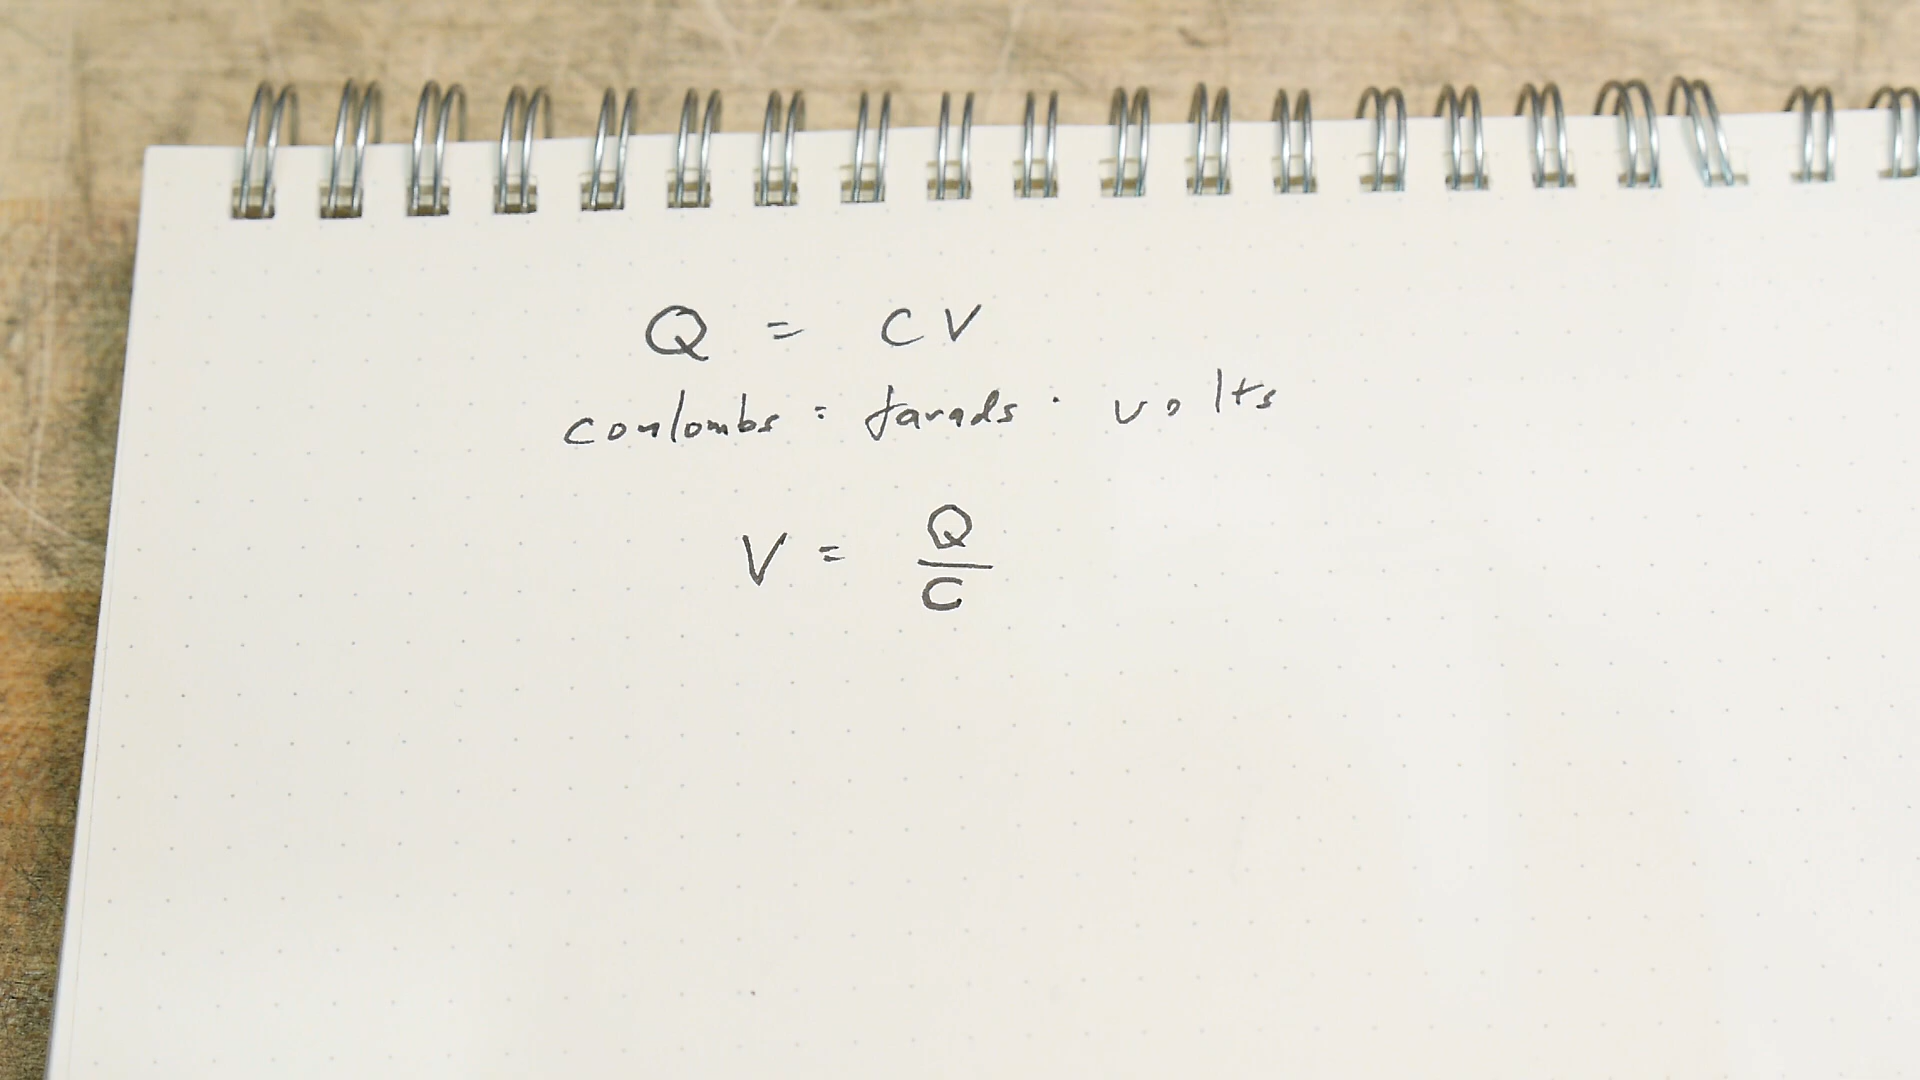 Q = CV
coulombs = farads · volts
V = Q/C